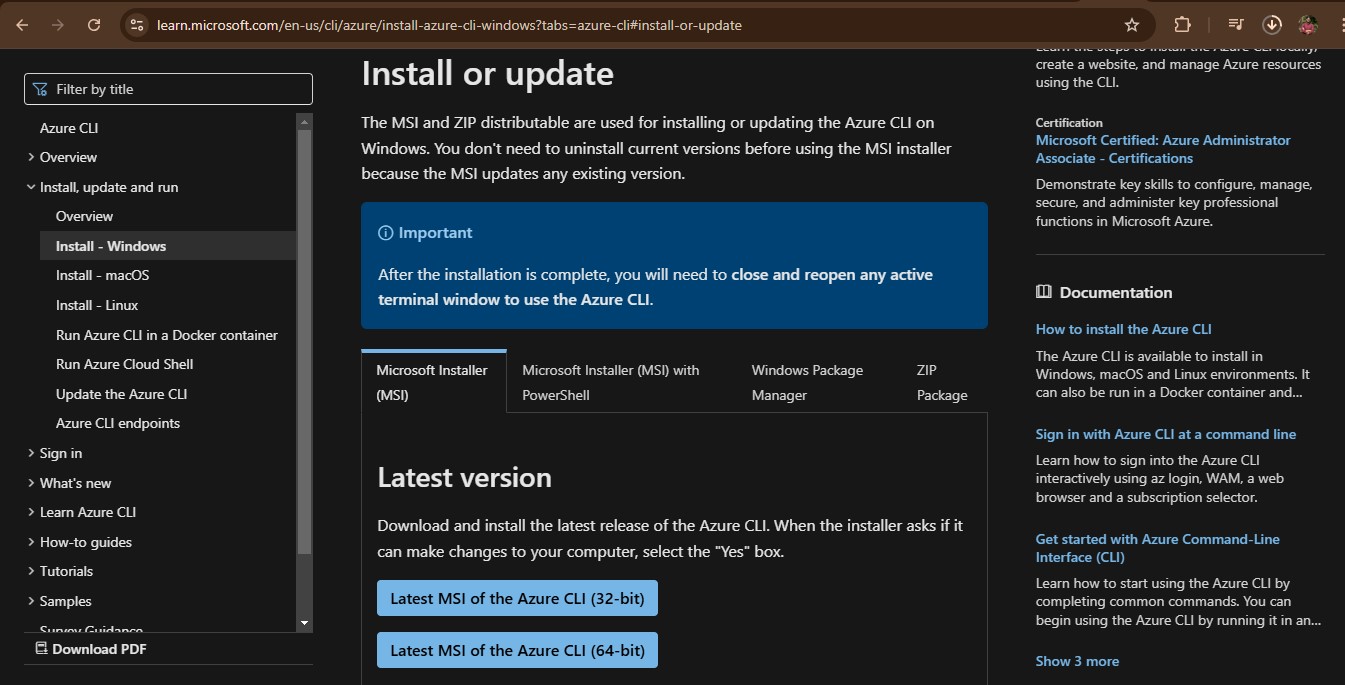 learn.microsoft.com/en-us/cli/azure/install-azure-cli-windows?tabs=azure-cli#install-or-update
Filter by title
Azure CLI
Overview
Install, update and run
Overview
Install - Windows
Install - macOS
Install - Linux
Run Azure CLI in a Docker container
Run Azure Cloud Shell
Update the Azure CLI
Azure CLI endpoints
Sign in
What's new
Learn Azure CLI
How-to guides
Tutorials
Samples
Survey Guidance
Download PDF
Install or update
The MSI and ZIP distributable are used for installing or updating the Azure CLI on
Windows. You don't need to uninstall current versions before using the MSI installer
because the MSI updates any existing version.
Important
After the installation is complete, you will need to close and reopen any active
terminal window to use the Azure CLI.
Microsoft Installer
(MSI)
Microsoft Installer (MSI) with
PowerShell
Windows Package
Manager
ZIP
Package
Latest version
Download and install the latest release of the Azure CLI. When the installer asks if it
can make changes to your computer, select the "Yes" box.
Latest MSI of the Azure CLI (32-bit)
Latest MSI of the Azure CLI (64-bit)
Learn the steps to install the Azure CLI locally,
create a website, and manage Azure resources
using the CLI.
Certification
Microsoft Certified: Azure Administrator
Associate - Certifications
Demonstrate key skills to configure, manage,
secure, and administer key professional
functions in Microsoft Azure.
Documentation
How to install the Azure CLI
The Azure CLI is available to install in
Windows, macOS and Linux environments. It
can also be run in a Docker container and...
Sign in with Azure CLI at a command line
Learn how to sign into the Azure CLI
interactively using az login, WAM, a web
browser and a subscription selector.
Get started with Azure Command-Line
Interface (CLI)
Learn how to start using the Azure CLI by
completing common commands. You can
begin using the Azure CLI by running it in an...
Show 3 more